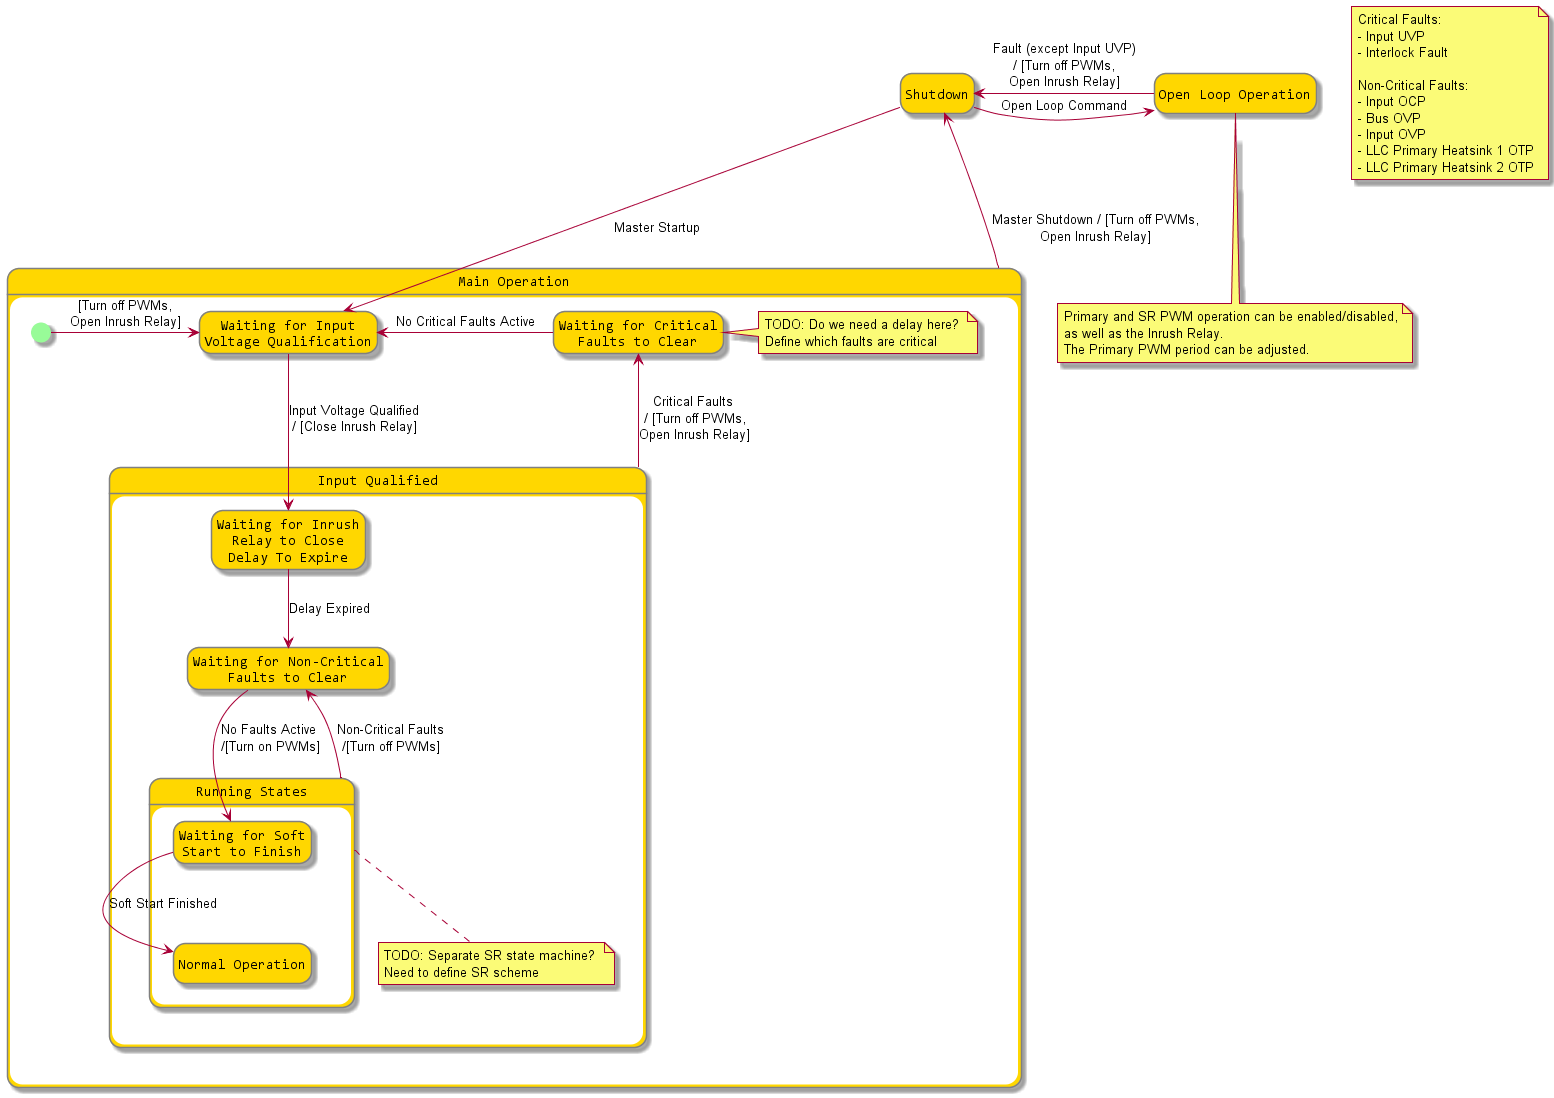 Critical Faults:
- Input UVP
- Interlock Fault
Non-Critical Faults:
- Input OCP
- Bus OVP
- Input OVP
- LLC Primary Heatsink 1 OTP
- LLC Primary Heatsink 2 OTP
Fault (except Input UVP)
/ [Turn off PWMs,
Open Inrush Relay]
Shutdown
Open Loop Command
Open Loop Operation
Master Startup
Master Shutdown / [Turn off PWMs,
Open Inrush Relay]
Primary and SR PWM operation can be enabled/disabled,
as well as the Inrush Relay.
The Primary PWM period can be adjusted.
Main Operation
[Turn off PWMs,
Open Inrush Relay]
Waiting for Input
Voltage Qualification
No Critical Faults Active
Waiting for Critical
Faults to Clear
TODO: Do we need a delay here?
Define which faults are critical
Input Voltage Qualified
/ [Close Inrush Relay]
Critical Faults
/ [Turn off PWMs,
Open Inrush Relay]
Input Qualified
Waiting for Inrush
Relay to Close
Delay To Expire
Delay Expired
Waiting for Non-Critical
Faults to Clear
No Faults Active
/[Turn on PWMs]
Non-Critical Faults
/[Turn off PWMs]
Running States
Waiting for Soft
Start to Finish
Soft Start Finished
Normal Operation
TODO: Separate SR state machine?
Need to define SR scheme